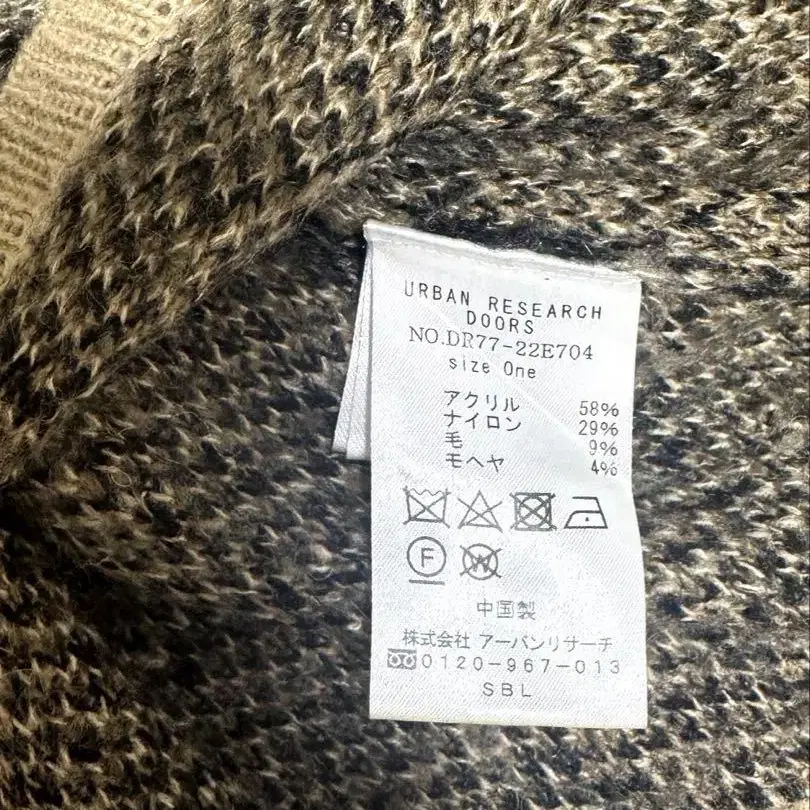 URBAN RESEARCH
DOORS
NO.DR77-22E704
size One
アクリル 58%
ナイロン 29%
毛 9%
モヘヤ 4%
F
W
中国製
株式会社 アーバンリサーチ
0120-967-013
SBL